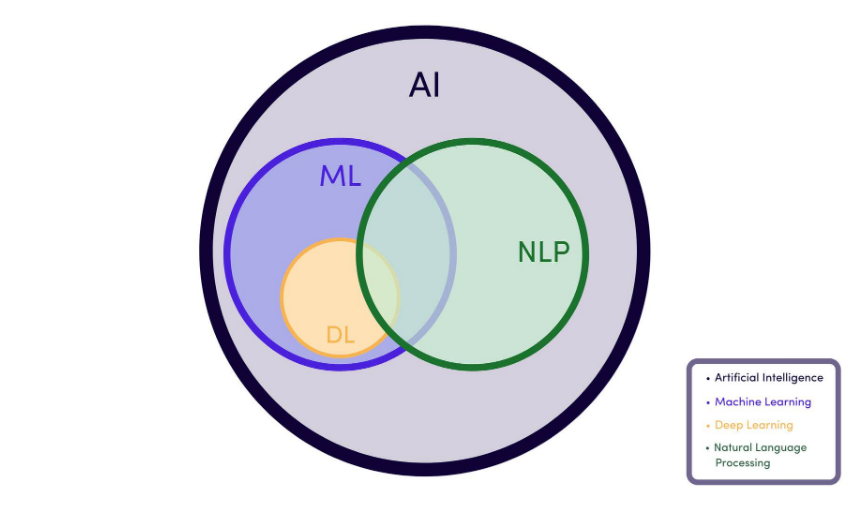 AI
ML
NLP
DL
• Artificial Intelligence
• Machine Learning
• Deep Learning
• Natural Language
Processing